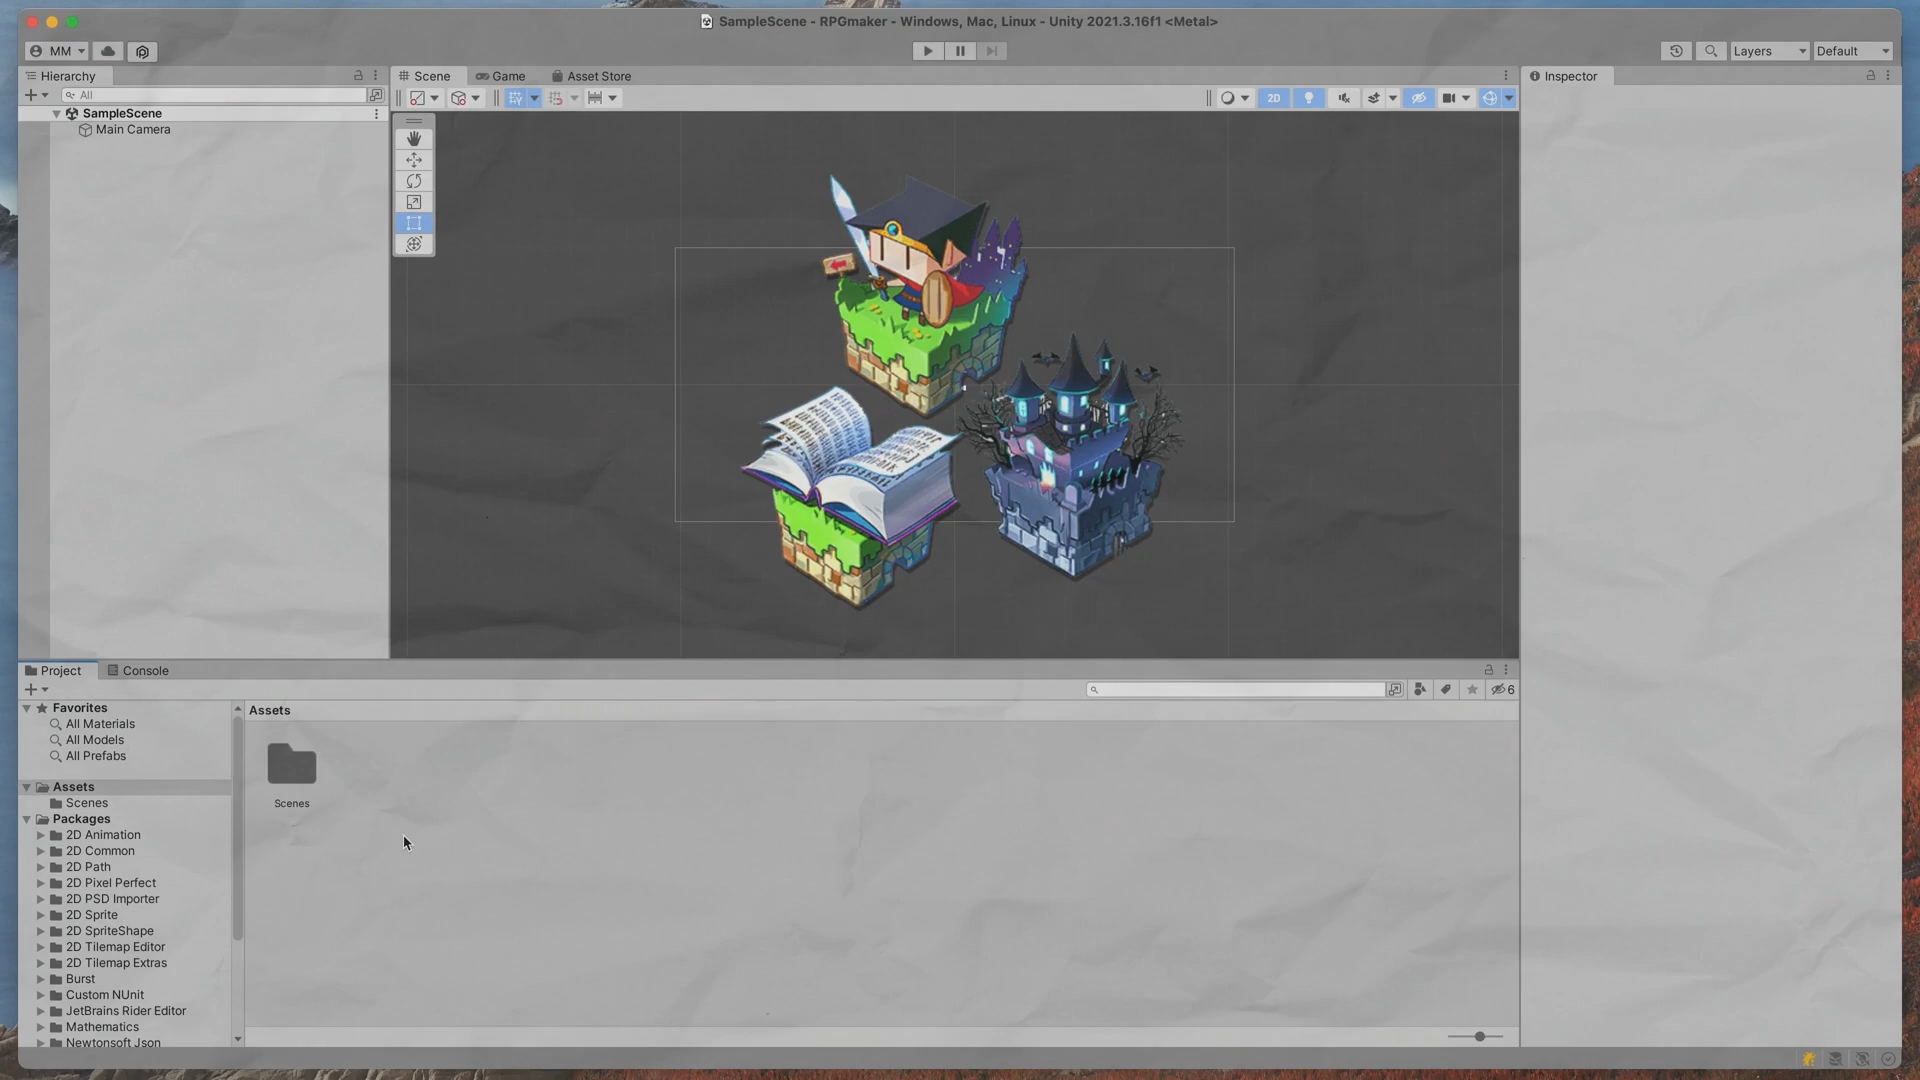 SampleScene - RPGmaker - Windows, Mac, Linux - Unity 2021.3.16f1 <Metal>
MM
Layers
Default
Hierarchy
All
SampleScene
Main Camera
Scene
Game
Asset Store
2D
Inspector
Project
Console
6
Favorites
All Materials
All Models
All Prefabs
Assets
Scenes
Packages
2D Animation
2D Common
2D Path
2D Pixel Perfect
2D PSD Importer
2D Sprite
2D SpriteShape
2D Tilemap Editor
2D Tilemap Extras
Burst
Custom NUnit
JetBrains Rider Editor
Mathematics
Newtonsoft Json
Assets
Scenes